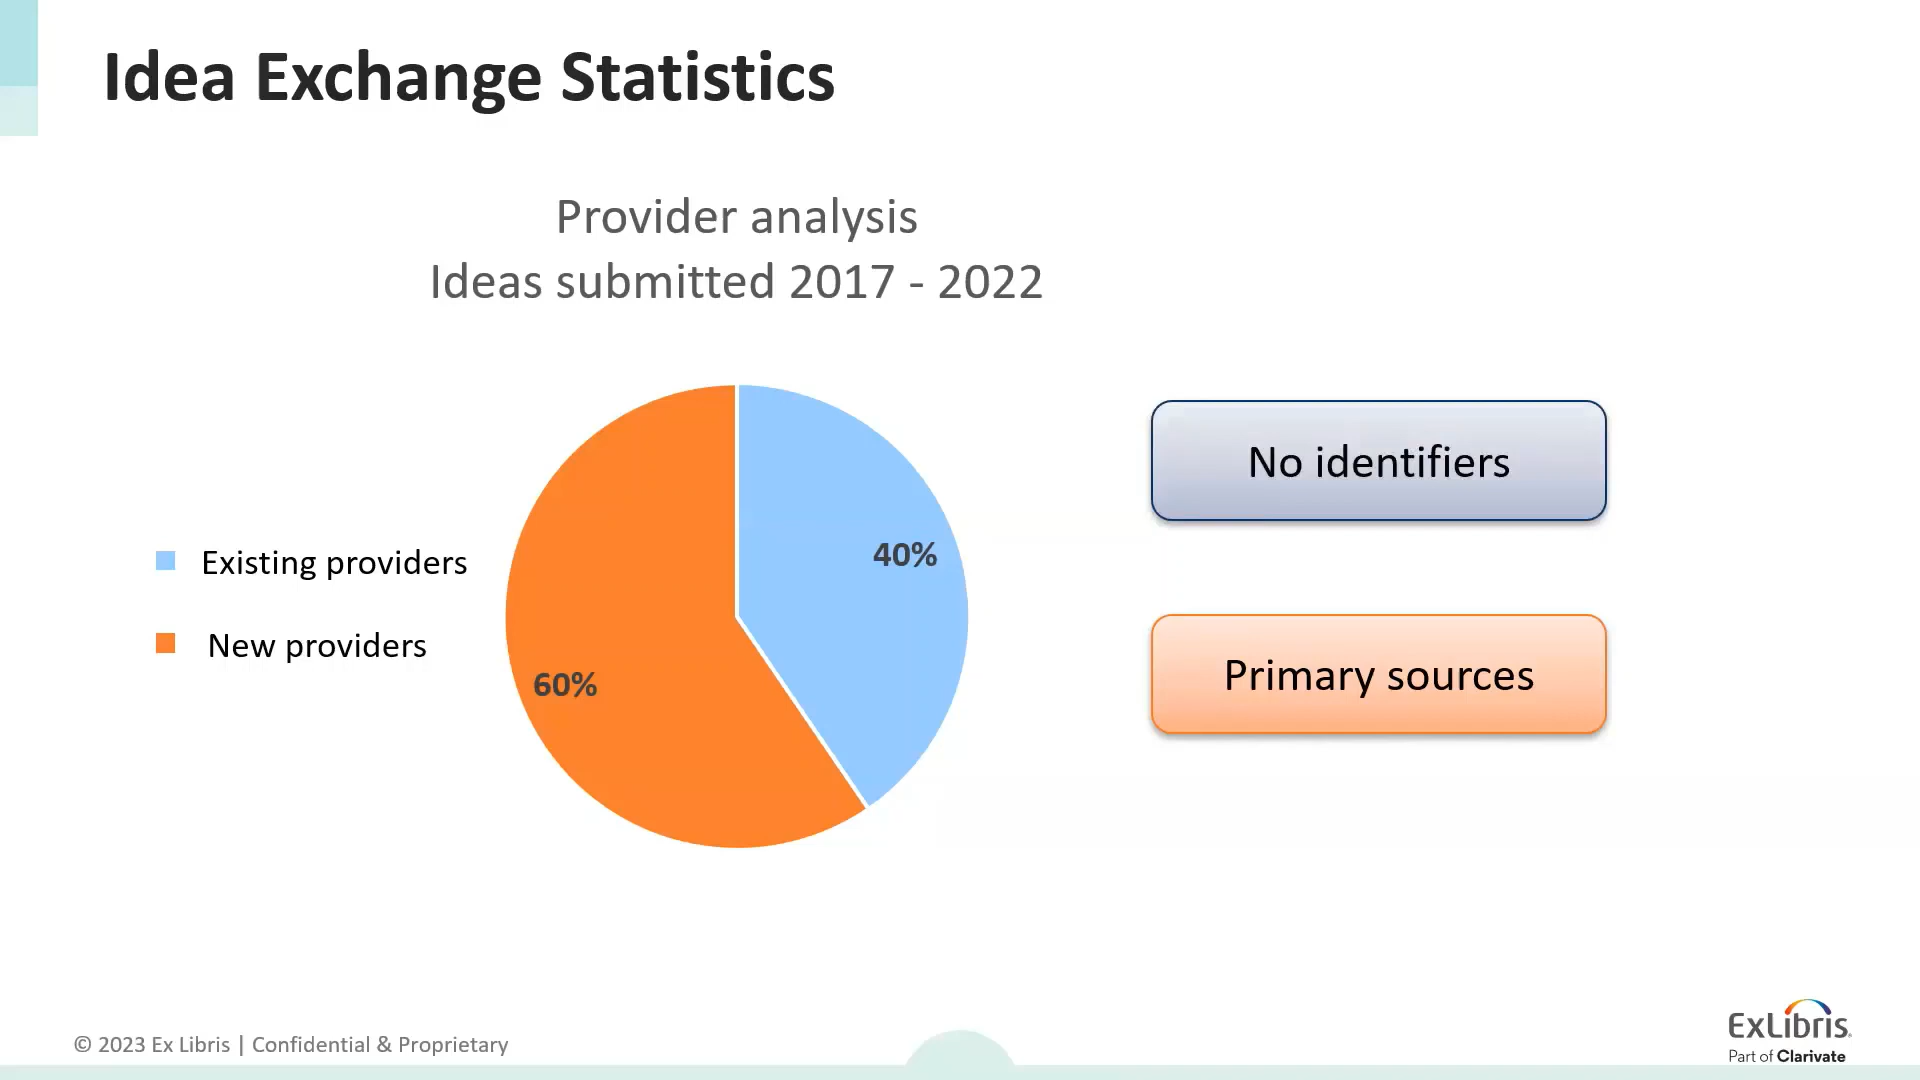 Idea Exchange Statistics
Provider analysis
Ideas submitted 2017 - 2022
Existing providers
New providers
40%
60%
No identifiers
Primary sources
© 2023 Ex Libris | Confidential & Proprietary
ExLibris®
Part of Clarivate